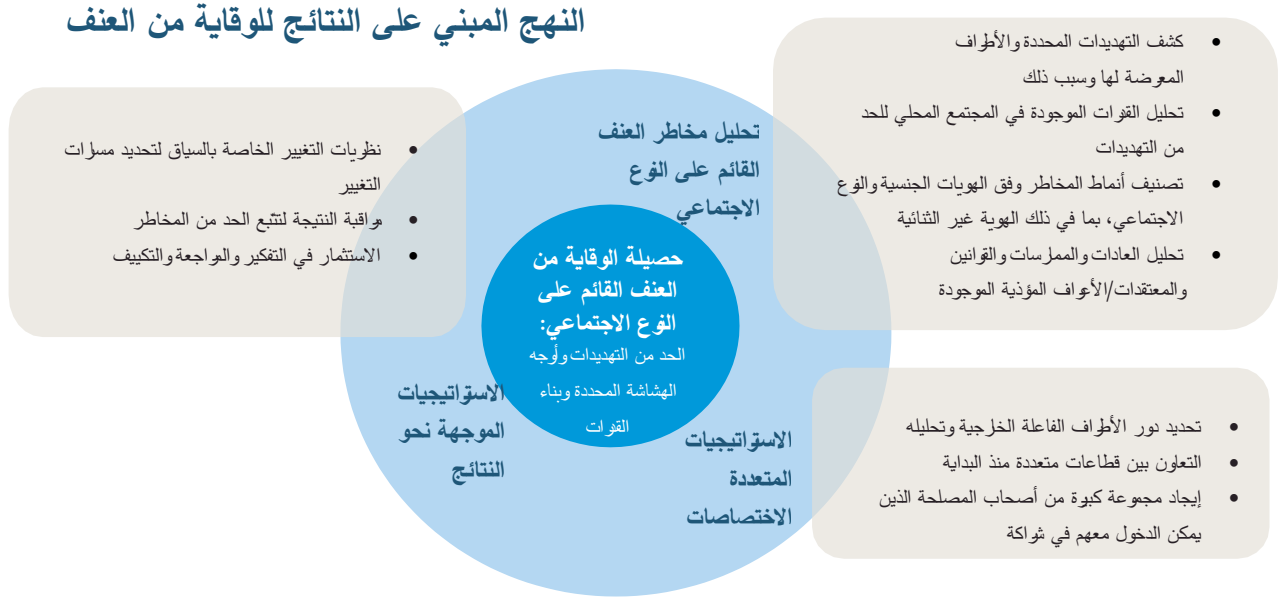 النهج المبني على النتائج للوقاية من العنف
كشف التهديدات المحددة والأطراف
المعرضة لها وسبب ذلك
تحليل القدرات الموجودة في المجتمع المحلي للحد
من التهديدات
تصنيف أنماط المخاطر وفق الهويات الجنسية والنوع
الاجتماعي، بما في ذلك الهوية غير الثنائية
تحليل العادات والممارسات والقوانين
والمعتقدات/الأعراف المؤذية الموجودة
تحليل مخاطر العنف
القائم على النوع
الاجتماعي
نظريات التغيير الخاصة بالسياق لتحديد مسارات
التغيير
مراقبة النتيجة لتتبع الحد من المخاطر
الاستثمار في التفكير والمراجعة والتكييف
حصيلة الوقاية من
العنف القائم على
النوع الاجتماعي:
الحد من التهديدات وأوجه
الهشاشة المحددة وبناء
القدرات
الاستراتيجيات
الموجهة نحو
النتائج
الاستراتيجيات
المتعددة
الاختصاصات
تحديد دور الأطراف الفاعلة الخارجية وتحليله
التعاون بين قطاعات متعددة منذ البداية
إيجاد مجموعة كبيرة من أصحاب المصلحة الذين
يمكن الدخول معهم في شراكة